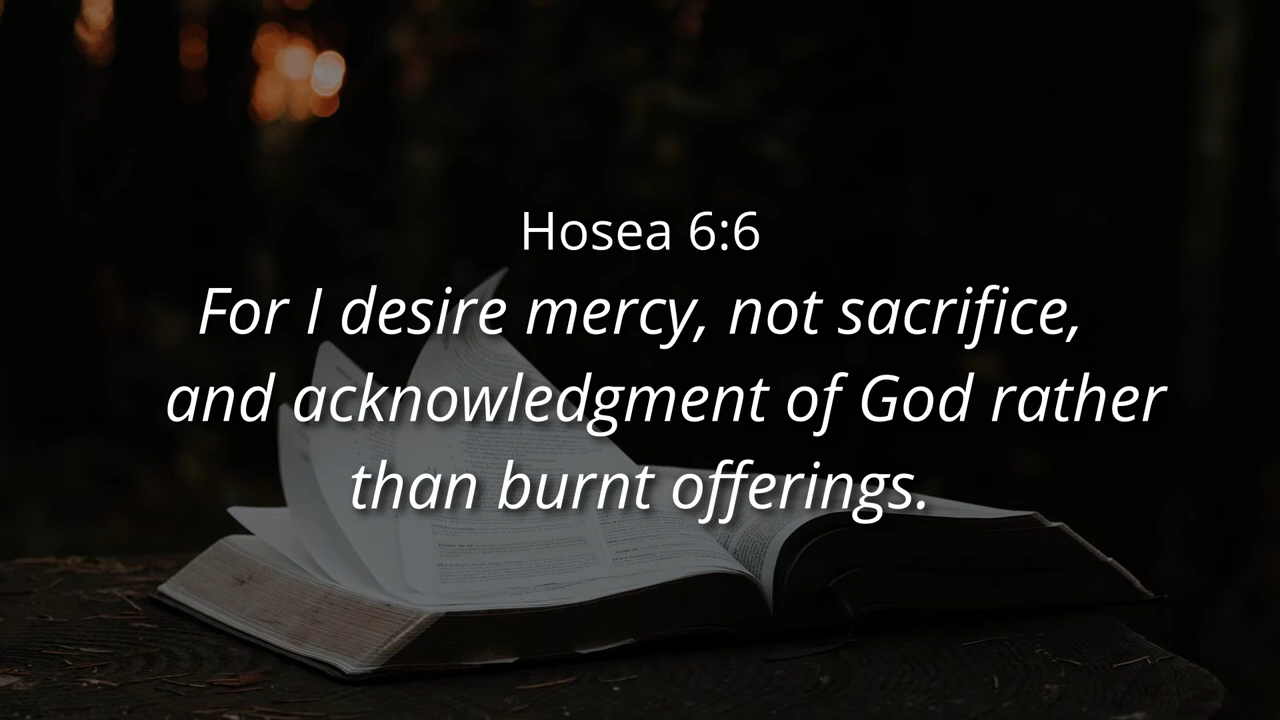 Hosea 6:6
For I desire mercy, not sacrifice,
and acknowledgment of God rather
than burnt offerings.